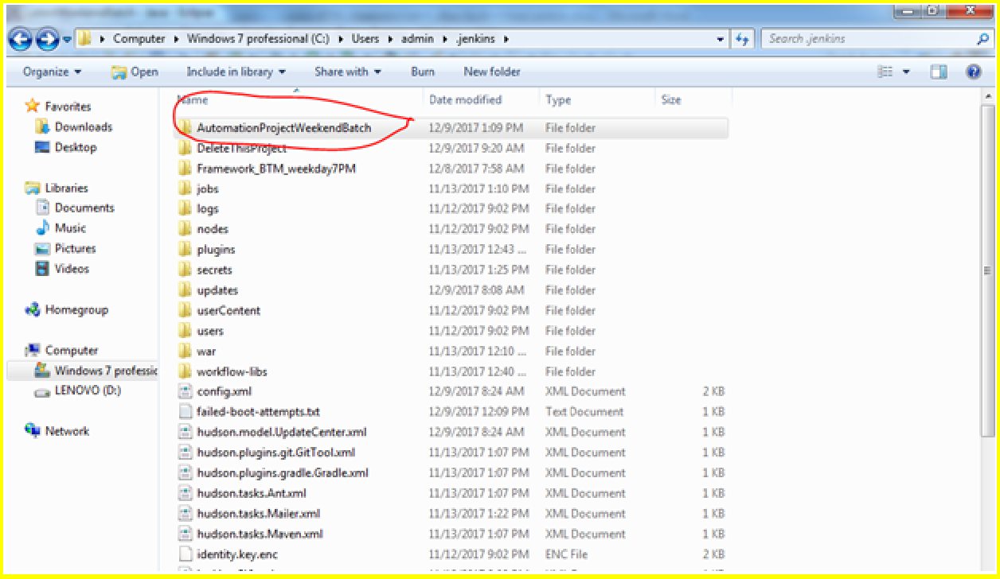 Computer Windows 7 professional (C:) Users admin .jenkins Search .jenkins
Organize Open Include in library Share with Burn New folder
Favorites
Downloads
Desktop
Libraries
Documents
Music
Pictures
Videos
Homegroup
Computer
Windows 7 professic
LENOVO (D:)
Network
Name Date modified Type Size
AutomationProjectWeekendBatch 12/9/2017 1:09 PM File folder
DeleteThisProject 12/9/2017 9:20 AM File folder
Framework_BTM_weekday7PM 12/8/2017 7:58 AM File folder
jobs 11/13/2017 1:10 PM File folder
logs 11/12/2017 9:02 PM File folder
nodes 11/12/2017 9:02 PM File folder
plugins 11/13/2017 12:43 ... File folder
secrets 11/13/2017 1:25 PM File folder
updates 12/9/2017 8:08 AM File folder
userContent 11/12/2017 9:02 PM File folder
users 11/12/2017 9:02 PM File folder
war 11/13/2017 12:10 ... File folder
workflow-libs 11/13/2017 12:40 ... File folder
config.xml 12/9/2017 8:24 AM XML Document 2 KB
failed-boot-attempts.txt 12/9/2017 12:09 PM Text Document 1 KB
hudson.model.UpdateCenter.xml 12/9/2017 8:24 AM XML Document 1 KB
hudson.plugins.git.GitTool.xml 11/13/2017 1:07 PM XML Document 1 KB
hudson.plugins.gradle.Gradle.xml 11/13/2017 1:07 PM XML Document 1 KB
hudson.tasks.Ant.xml 11/13/2017 1:07 PM XML Document 1 KB
hudson.tasks.Mailer.xml 11/13/2017 1:22 PM XML Document 1 KB
hudson.tasks.Maven.xml 11/13/2017 1:07 PM XML Document 1 KB
identity.key.enc 11/12/2017 9:02 PM ENC File 2 KB